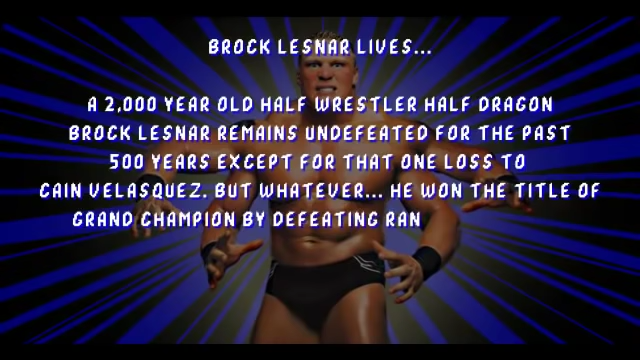 BROCK LESNAR LIVES...
A 2,000 YEAR OLD HALF WRESTLER HALF DRAGON
BROCK LESNAR REMAINS UNDEFEATED FOR THE PAST
500 YEARS EXCEPT FOR THAT ONE LOSS TO
CAIN VELASQUEZ. BUT WHATEVER... HE WON THE TITLE OF
GRAND CHAMPION BY DEFEATING RAN